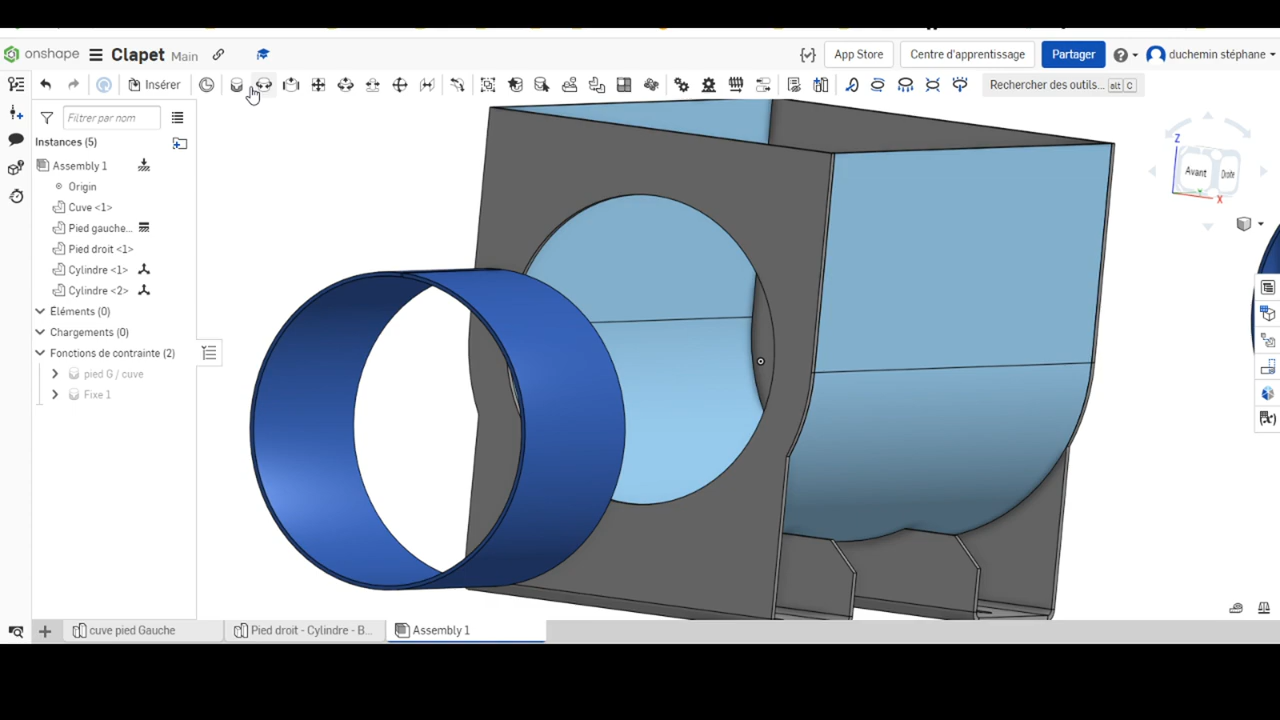 onshape Clapet Main App Store Centre d'apprentissage Partager duchemin stéphane
Insérer Rechercher des outils... alt C
Filtrer par nom
Instances (5)
Assembly 1
Origin
Cuve <1>
Pied gauche...
Pied droit <1>
Cylindre <1>
Cylindre <2>
Éléments (0)
Chargements (0)
Fonctions de contrainte (2)
pied G / cuve
Fixe 1
Z
Avant Droite
X
cuve pied Gauche Pied droit - Cylindre - B... Assembly 1